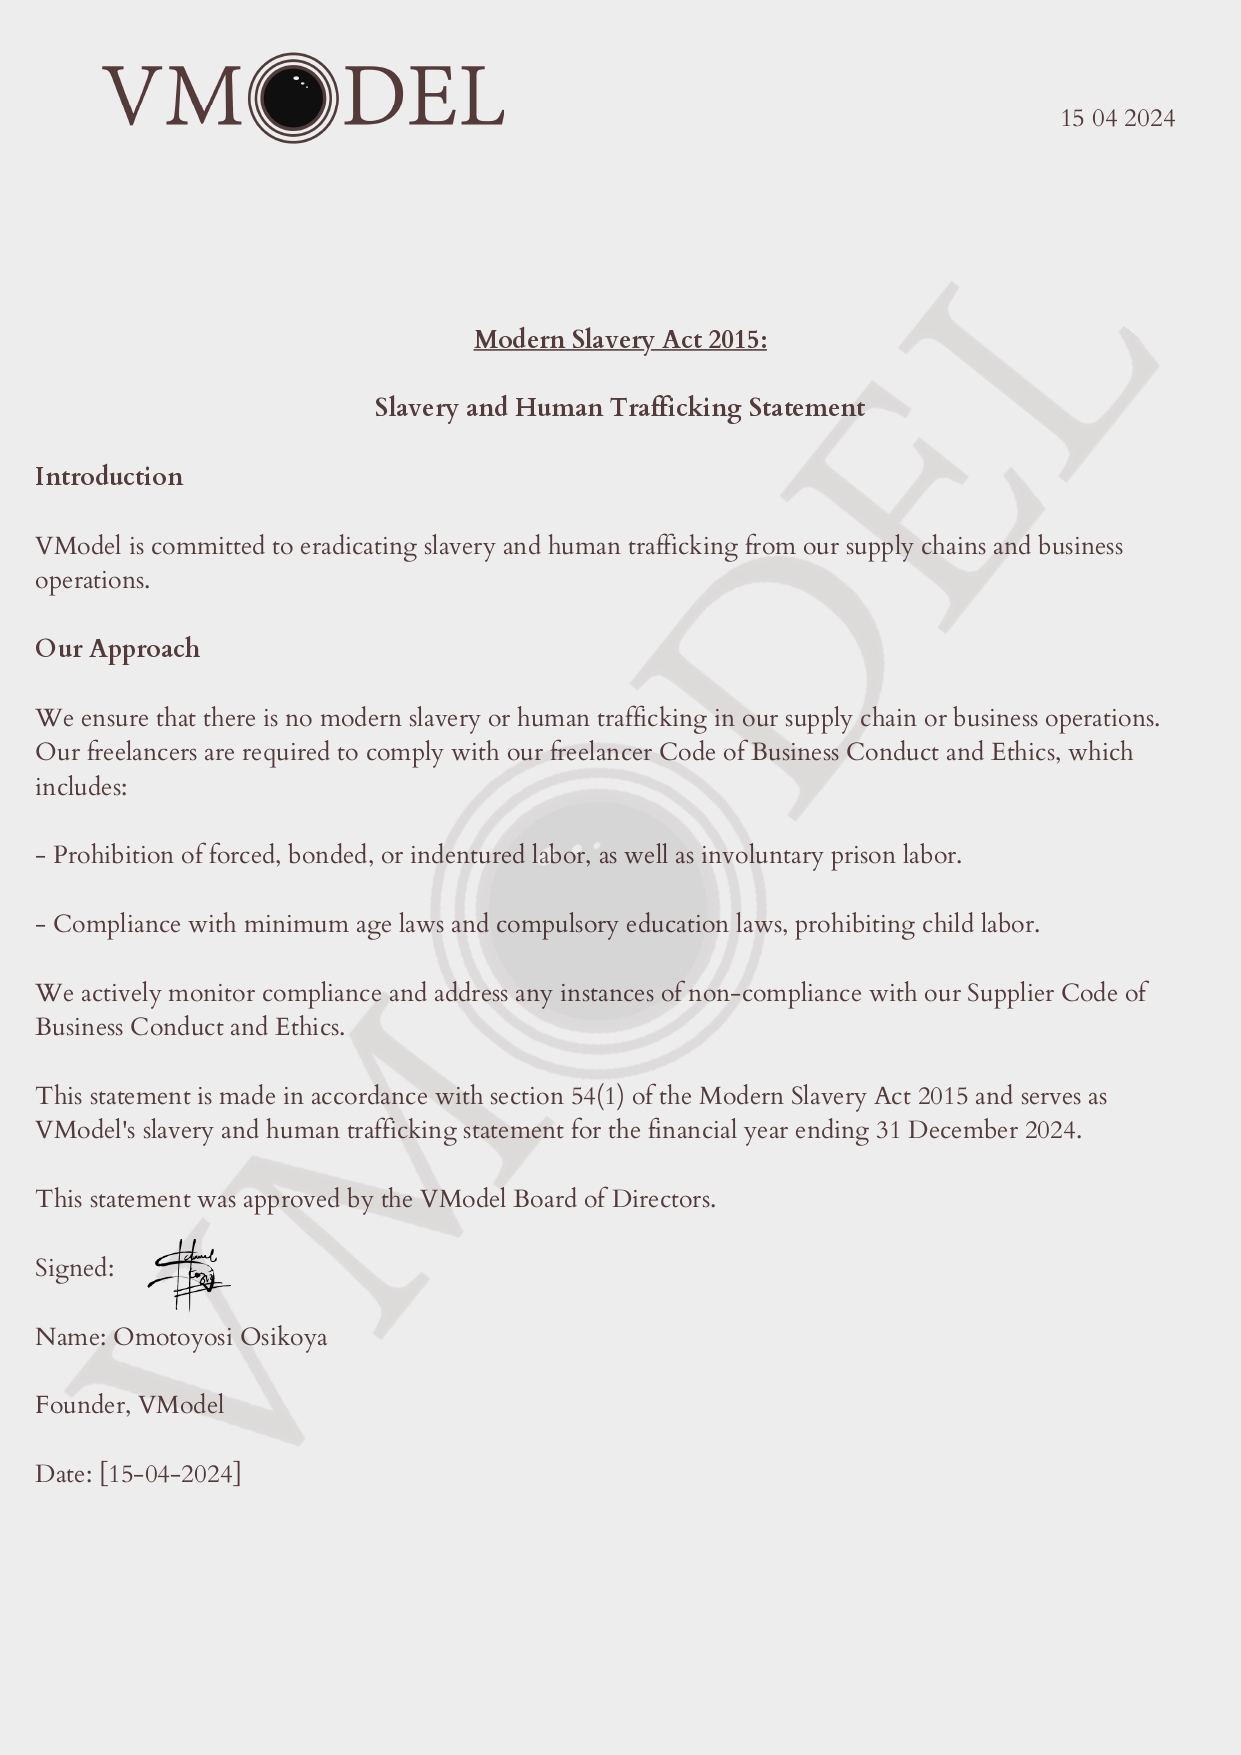 VMODEL
15 04 2024
Modern Slavery Act 2015:
Slavery and Human Trafficking Statement
Introduction
VModel is committed to eradicating slavery and human trafficking from our supply chains and business
operations.
Our Approach
We ensure that there is no modern slavery or human trafficking in our supply chain or business operations.
Our freelancers are required to comply with our freelancer Code of Business Conduct and Ethics, which
includes:
- Prohibition of forced, bonded, or indentured labor, as well as involuntary prison labor.
- Compliance with minimum age laws and compulsory education laws, prohibiting child labor.
We actively monitor compliance and address any instances of non-compliance with our Supplier Code of
Business Conduct and Ethics.
This statement is made in accordance with section 54(1) of the Modern Slavery Act 2015 and serves as
VModel's slavery and human trafficking statement for the financial year ending 31 December 2024.
This statement was approved by the VModel Board of Directors.
Signed:
Name: Omotoyosi Osikoya
Founder, VModel
Date: [15-04-2024]
VMODEL